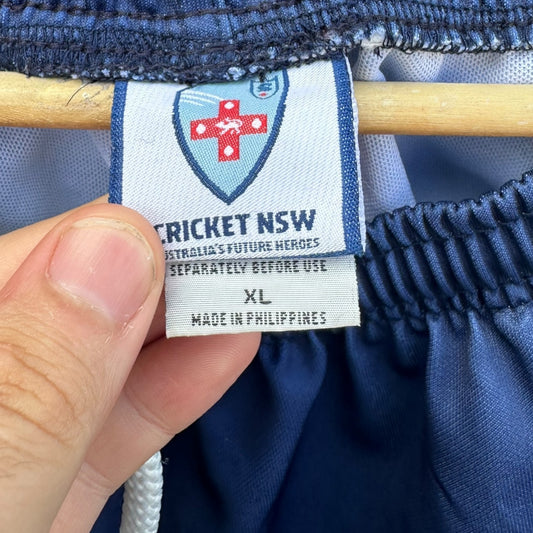 CRICKET NSW
AUSTRALIA'S FUTURE HEROES
SEPARATELY BEFORE USE
XL
MADE IN PHILIPPINES